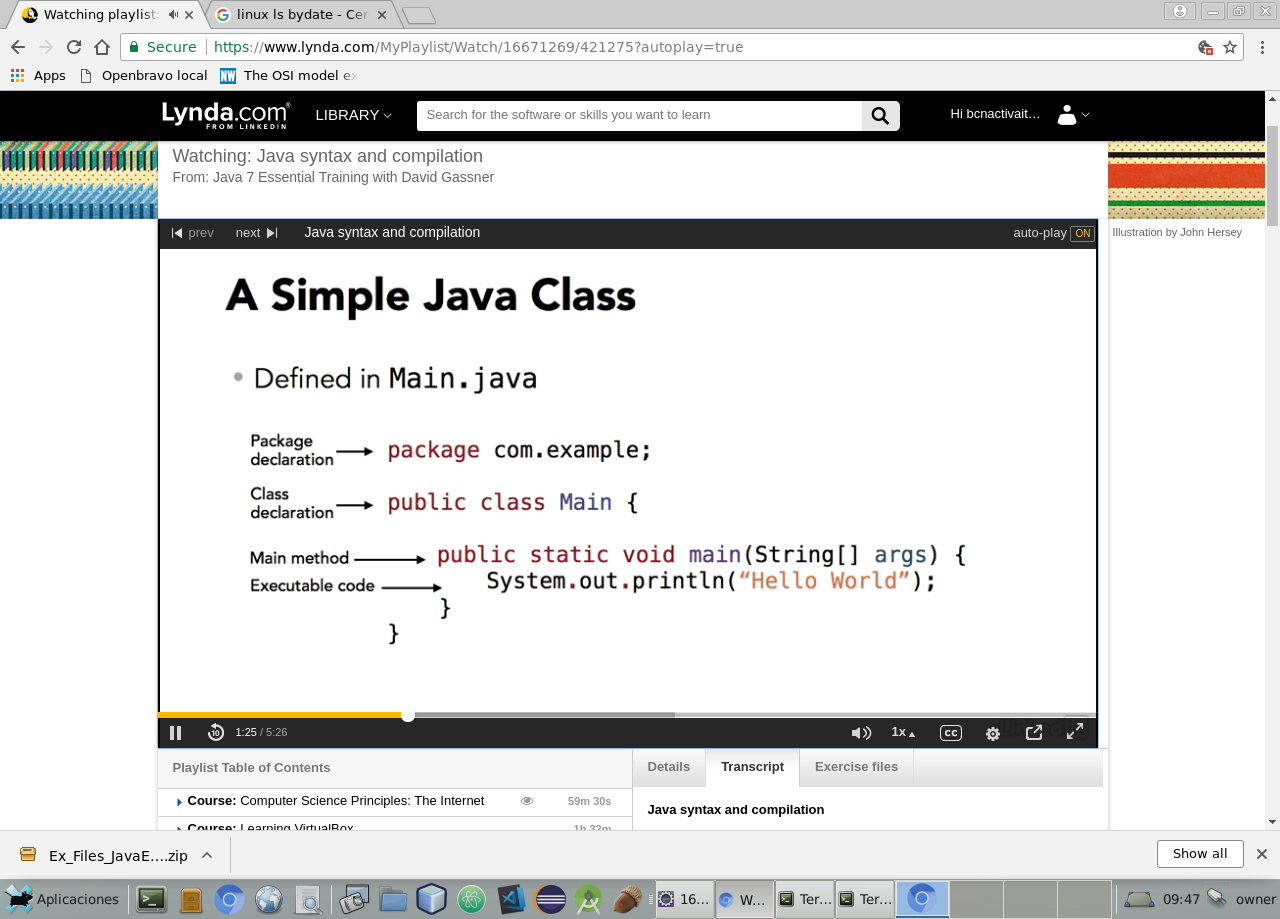 Watching playlist:
linux ls bydate - Cer
Secure
https://www.lynda.com/MyPlaylist/Watch/16671269/421275?autoplay=true
Apps
Openbravo local
NW
The OSI model ex
Lynda.com®
FROM LINKEDIN
LIBRARY
Search for the software or skills you want to learn
Hi bcnactivait...
Watching: Java syntax and compilation
From: Java 7 Essential Training with David Gassner
prev
next
Java syntax and compilation
auto-play ON
Illustration by John Hersey
A Simple Java Class
• Defined in Main.java
Package
declaration
package com.example;
Class
declaration
public class Main {
Main method
public static void main(String[] args) {
Executable code
System.out.println(“Hello World”);
}
}
10
1:25 / 5:26
1x
CC
Playlist Table of Contents
Details
Transcript
Exercise files
Course: Computer Science Principles: The Internet
59m 30s
Java syntax and compilation
Course: Learning VirtualBox
1h 32m
Ex_Files_JavaE....zip
Show all
Aplicaciones
16...
W...
Ter...
Ter...
09:47
owner